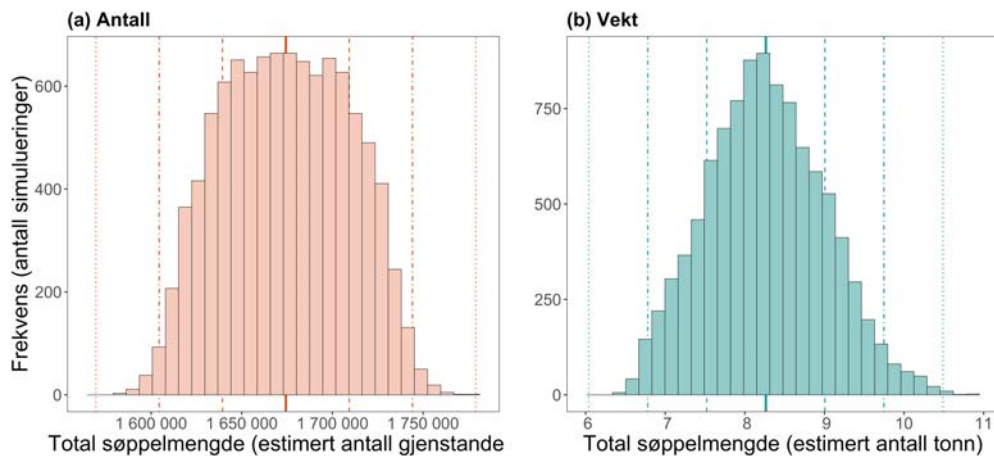 (a) Antall
(b) Vekt
Frekvens (antall simulueringer)
600
400
200
0
1 600 000 1 650 000 1 700 000 1 750 000
Total søppelmengde (estimert antall gjenstande
750
500
250
0
6 7 8 9 10 11
Total søppelmengde (estimert antall tonn)